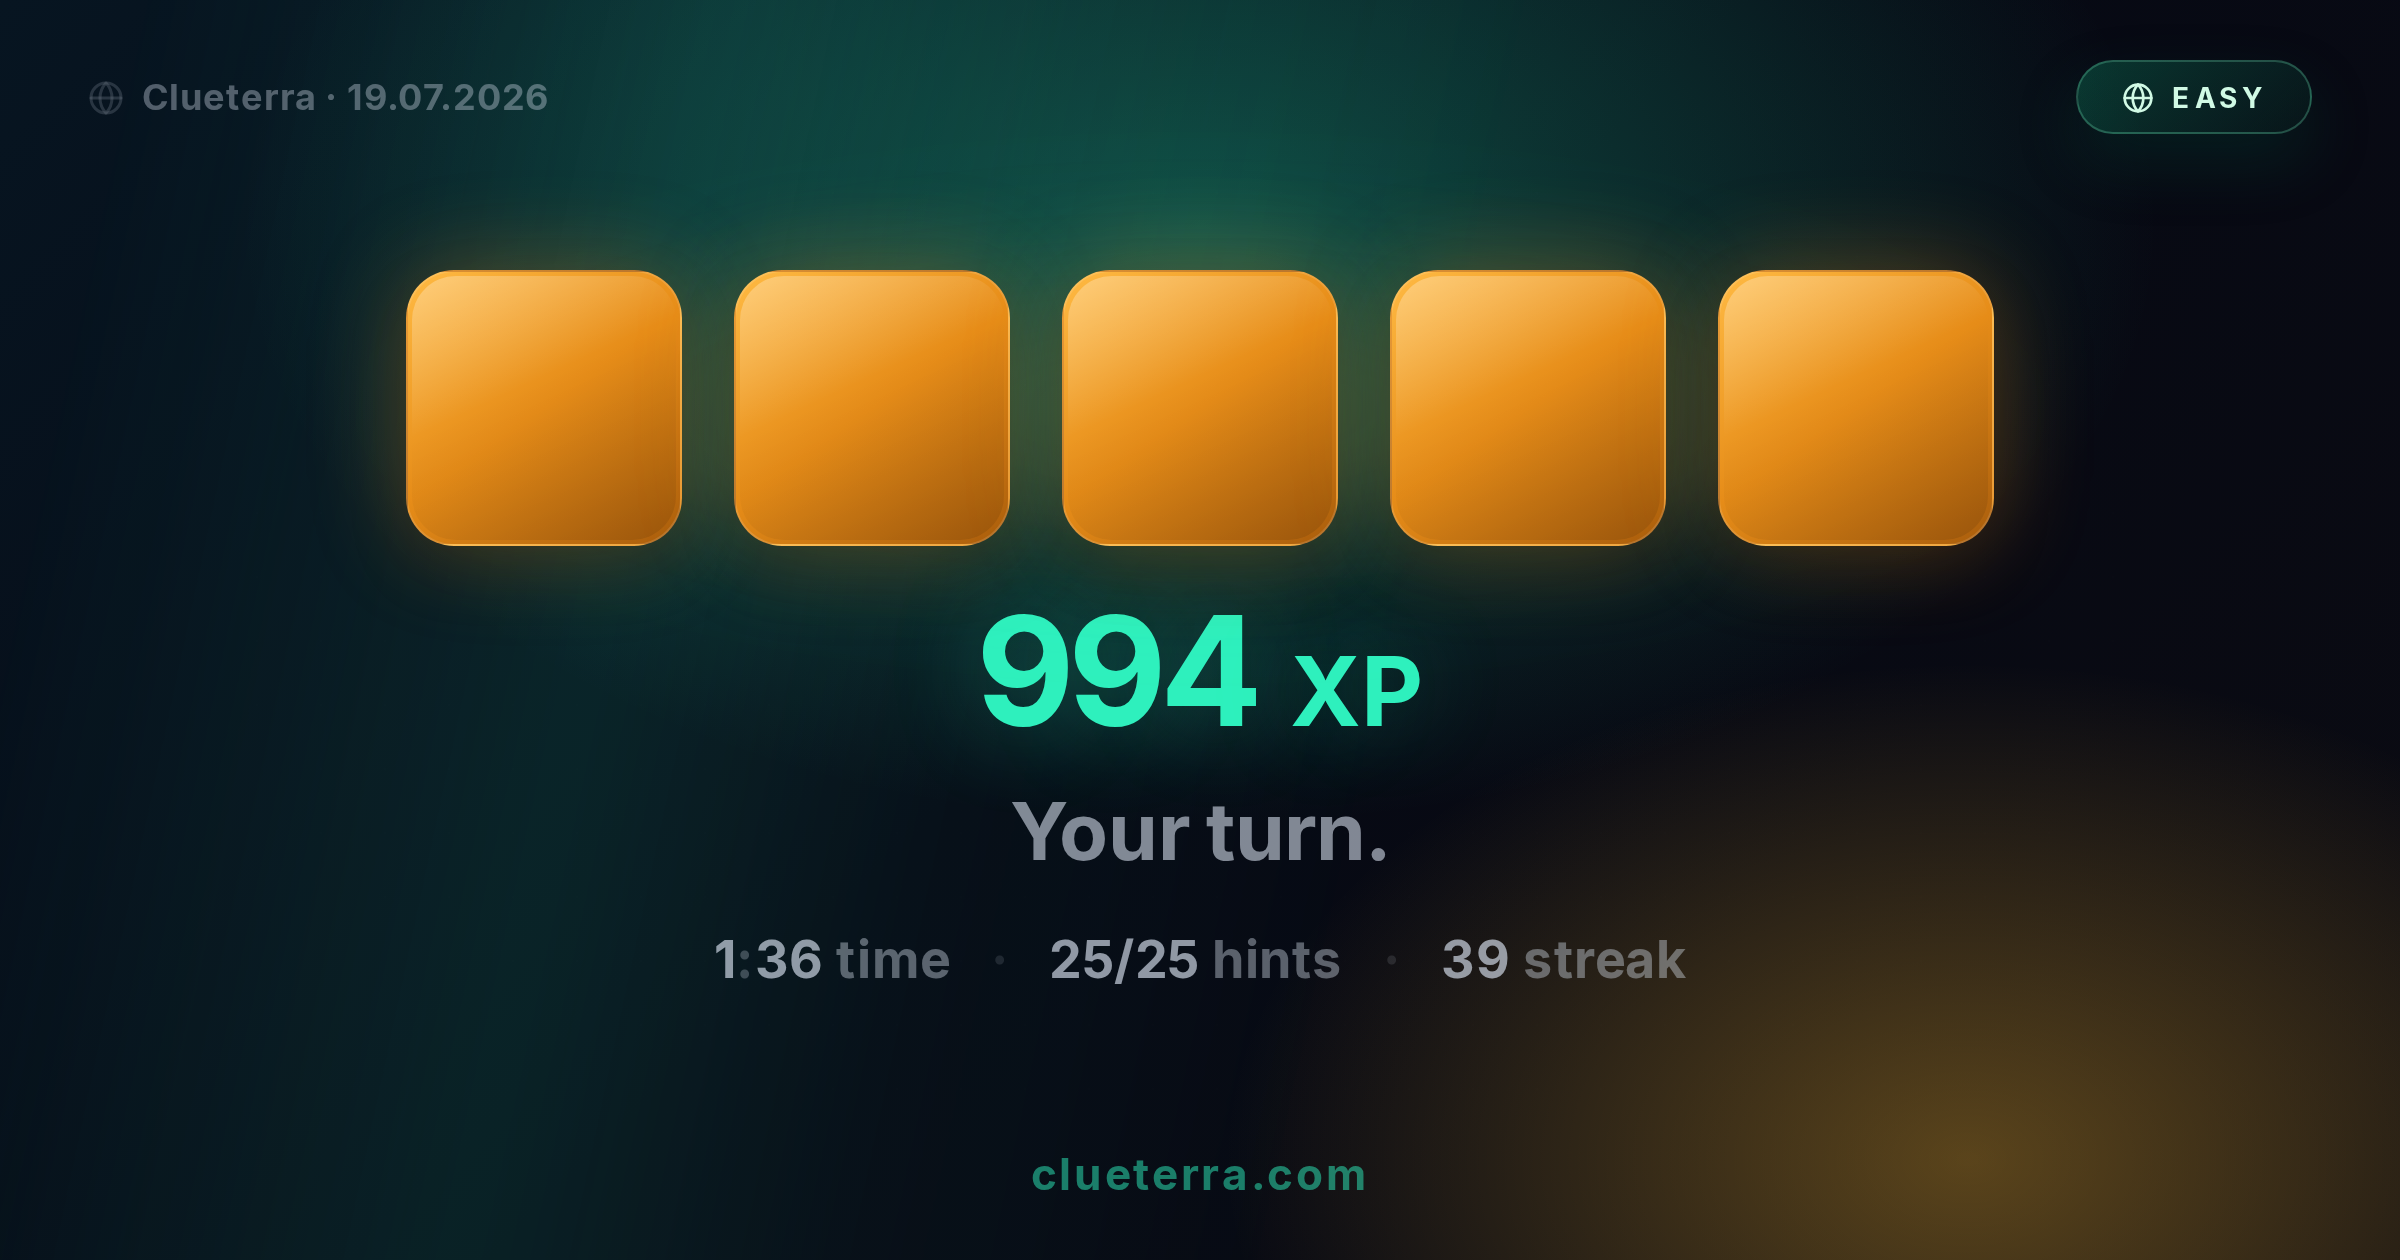 Clueterra · 19.07.2026
EASY
994 XP
Your turn.
1:36 time · 25/25 hints · 39 streak
clueterra.com